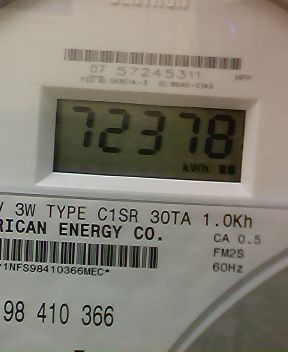 07 57245311
72378
kWh
V 3W TYPE C1SR 30TA 1.0Kh
RICAN ENERGY CO.
CA 0.5
FM2S
60Hz
*1NFS98410366MEC*
98 410 366